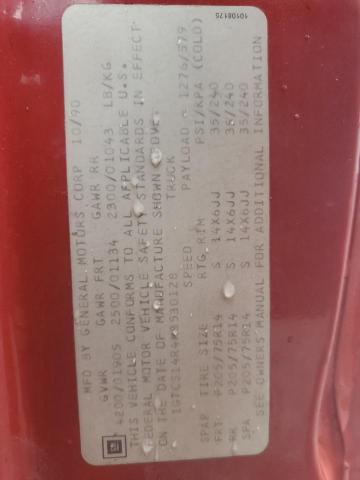 MFD BY GENERAL MOTORS CORP 10/90
GVWR GAWR FRT GAWR RR
4200/01905 2500/01134 2300/01043 LB/KG
THIS VEHICLE CONFORMS TO ALL APPLICABLE U.S.
FEDERAL MOTOR VEHICLE SAFETY STANDARDS IN EFFECT
ON THE DATE OF MANUFACTURE SHOWN ABOVE.
TRUCK
SPEED PAYLOAD = 1276/579
SPAP TIRE SIZE RTG RIM PSI/KPA (COLD)
FRT P205/75R14 S 14X6JJ 35/240
RR P205/75R14 S 14X6JJ 35/240
SPA P205/75R14 S 14X6JJ 35/240
SEE OWNERS MANUAL FOR ADDITIONAL INFORMATION
GM
10108175